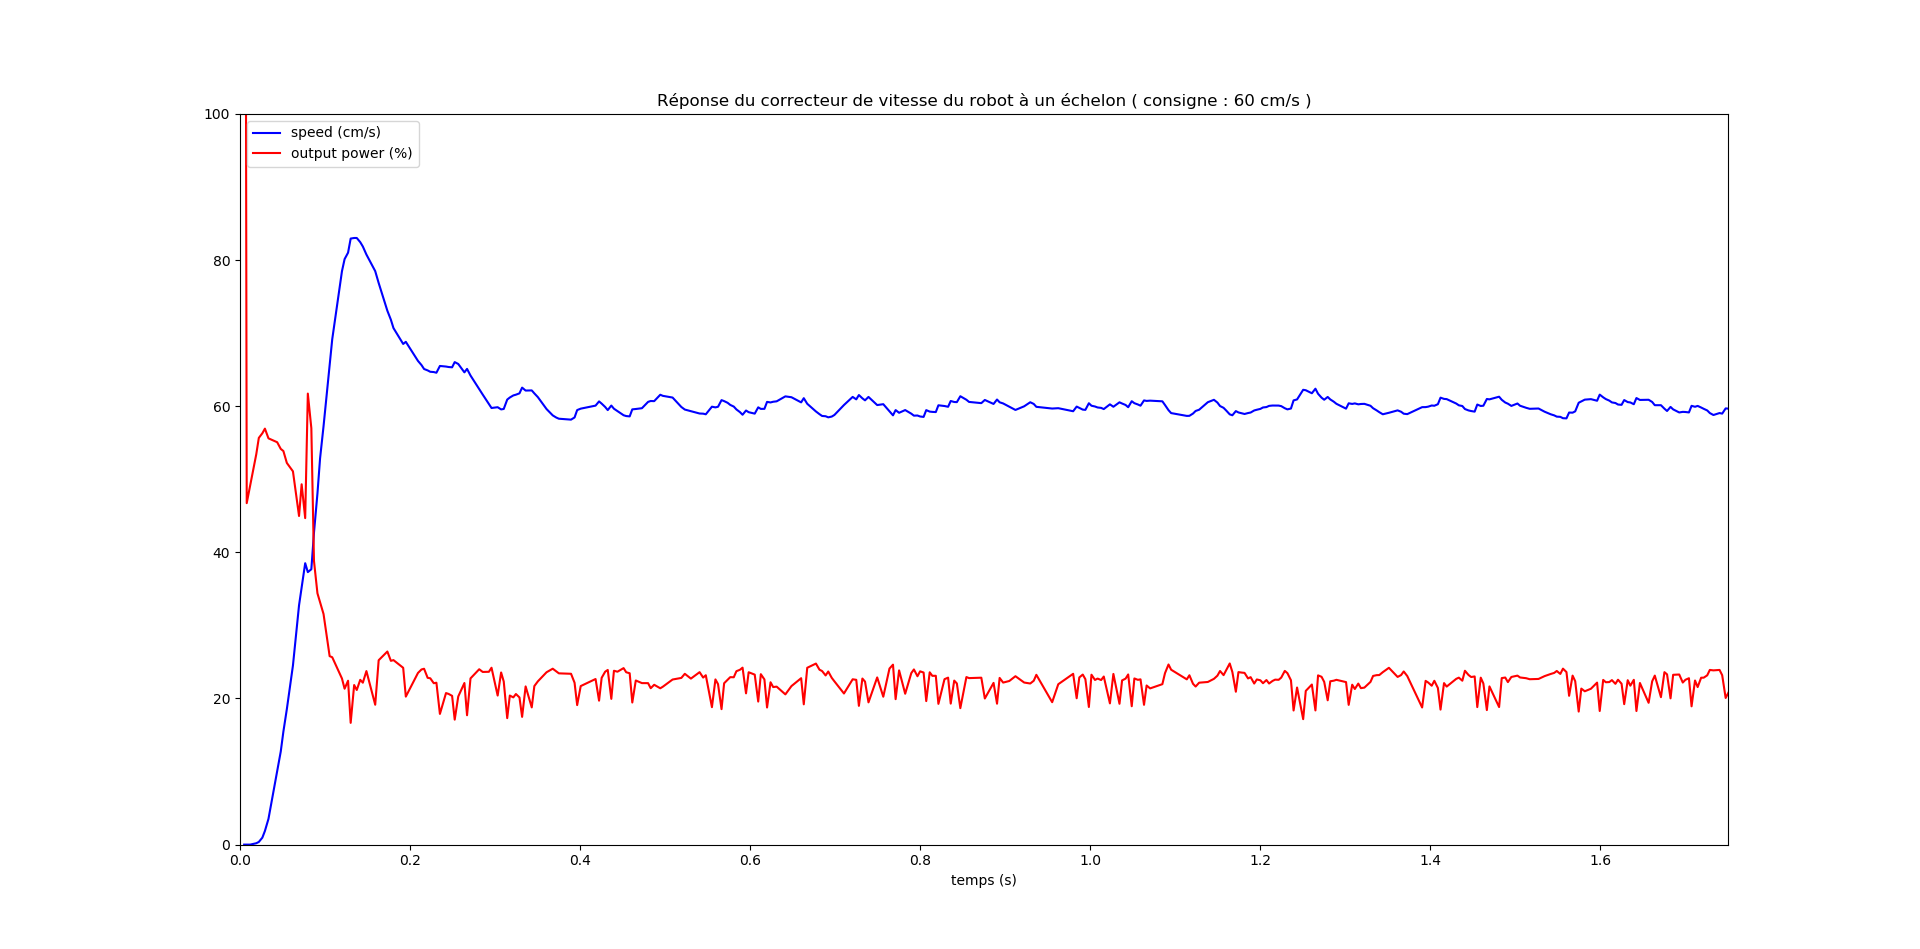 Réponse du correcteur de vitesse du robot à un échelon ( consigne : 60 cm/s )
speed (cm/s)
output power (%)
100
80
60
40
20
0
0.0 0.2 0.4 0.6 0.8 1.0 1.2 1.4 1.6
temps (s)